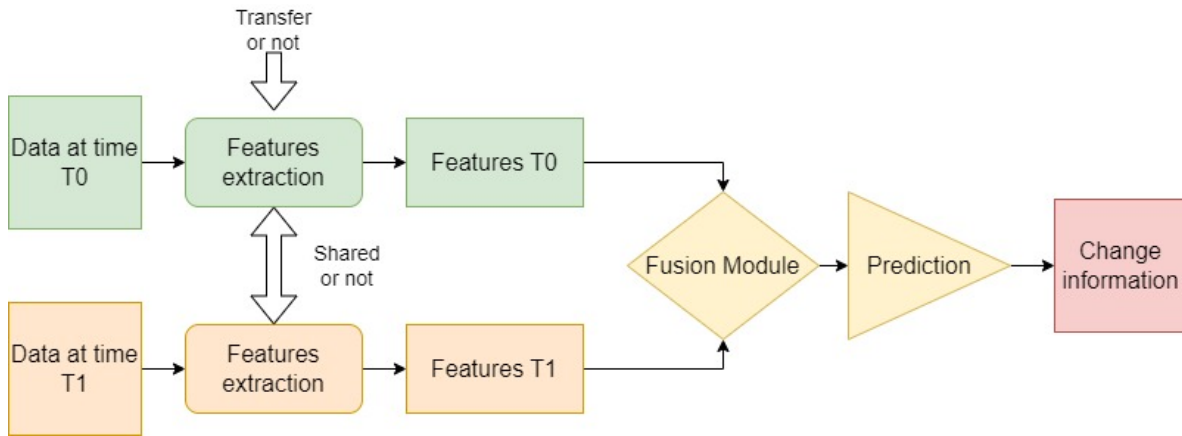 Transfer
or not
Data at time
T0
Features
extraction
Features T0
Shared
or not
Fusion Module
Prediction
Change
information
Data at time
T1
Features
extraction
Features T1